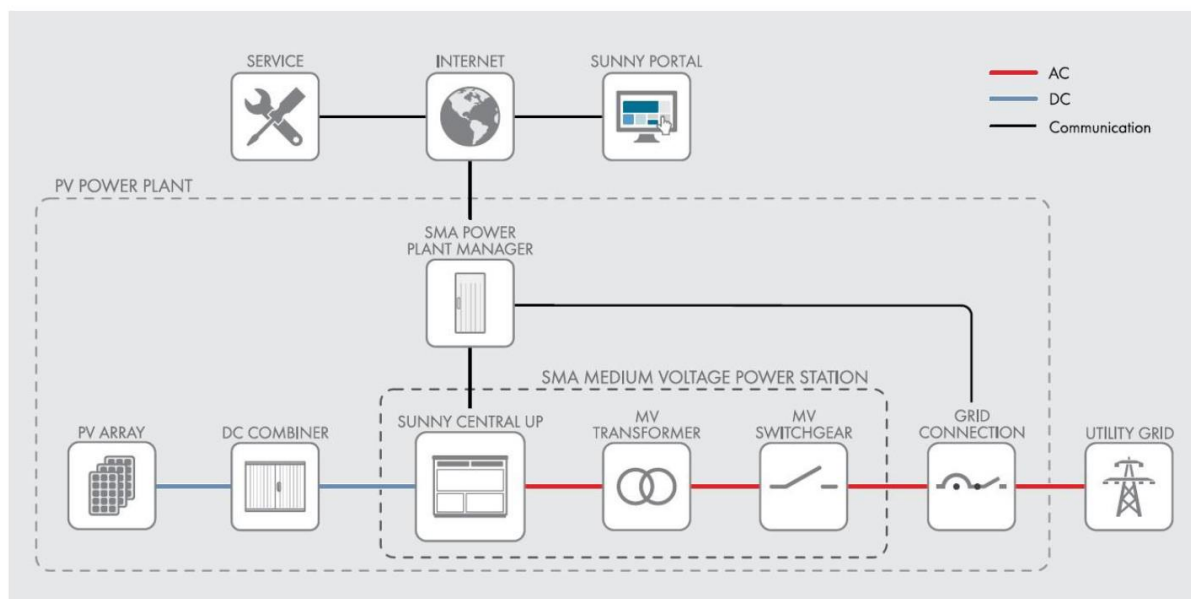 SERVICE
INTERNET
SUNNY PORTAL
AC
DC
Communication
PV POWER PLANT
SMA POWER
PLANT MANAGER
SMA MEDIUM VOLTAGE POWER STATION
PV ARRAY
DC COMBINER
SUNNY CENTRAL UP
MV
TRANSFORMER
MV
SWITCHGEAR
GRID
CONNECTION
UTILITY GRID